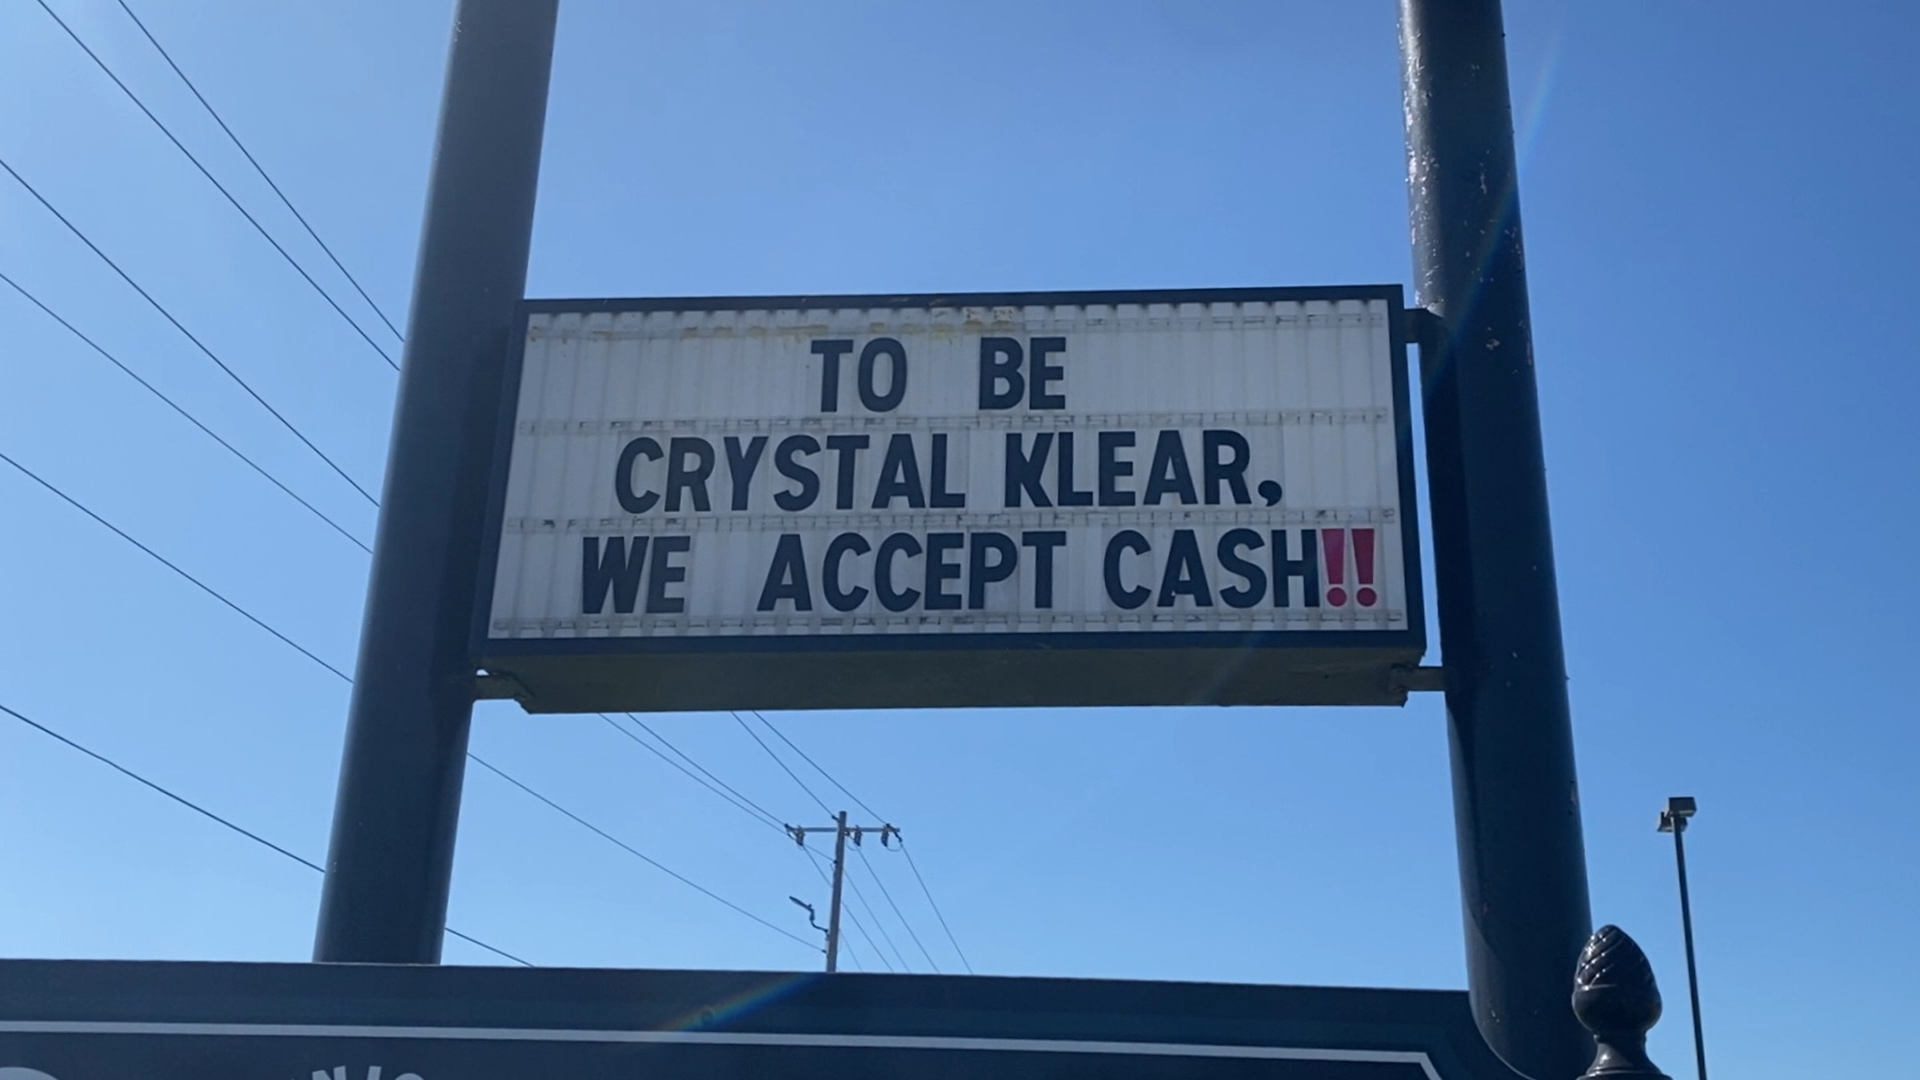 TO BE
CRYSTAL KLEAR,
WE ACCEPT CASH!!